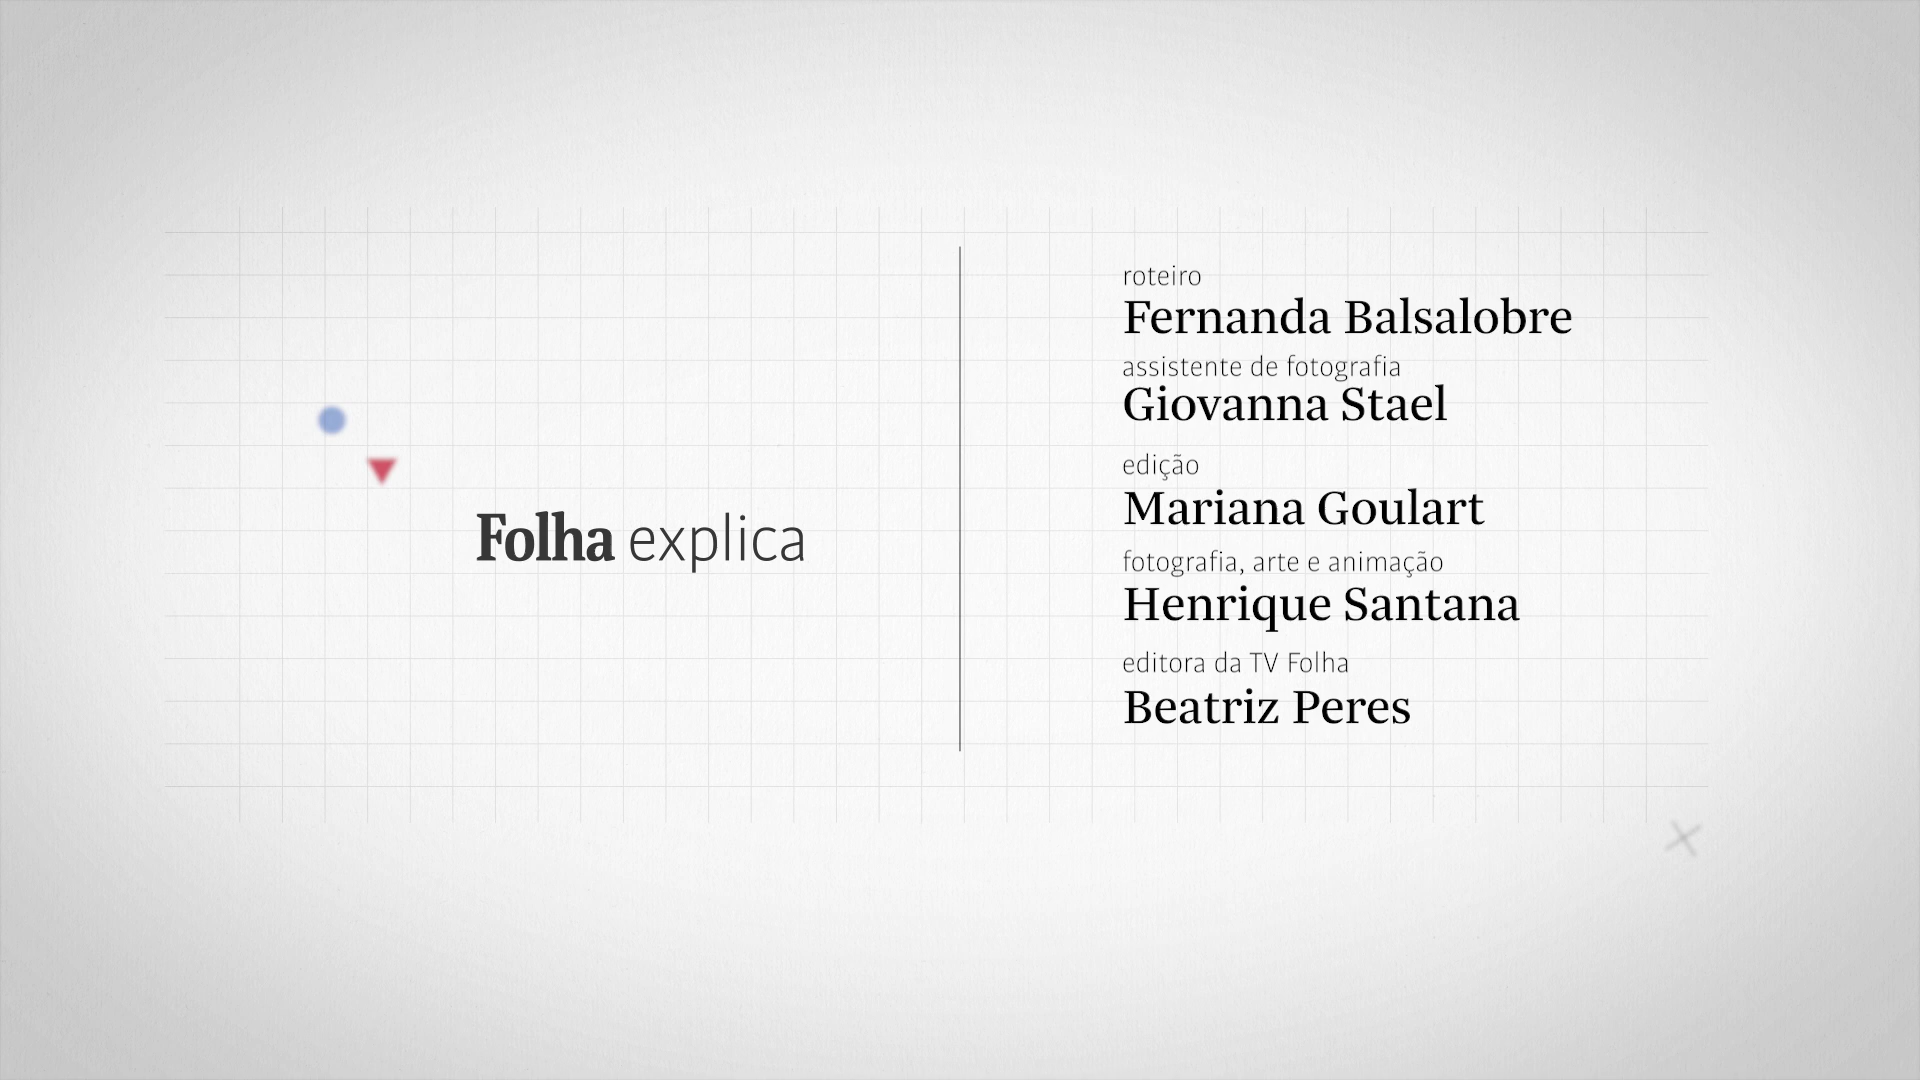 Folha explica
roteiro
Fernanda Balsalobre
assistente de fotografia
Giovanna Stael
edição
Mariana Goulart
fotografia, arte e animação
Henrique Santana
editora da TV Folha
Beatriz Peres